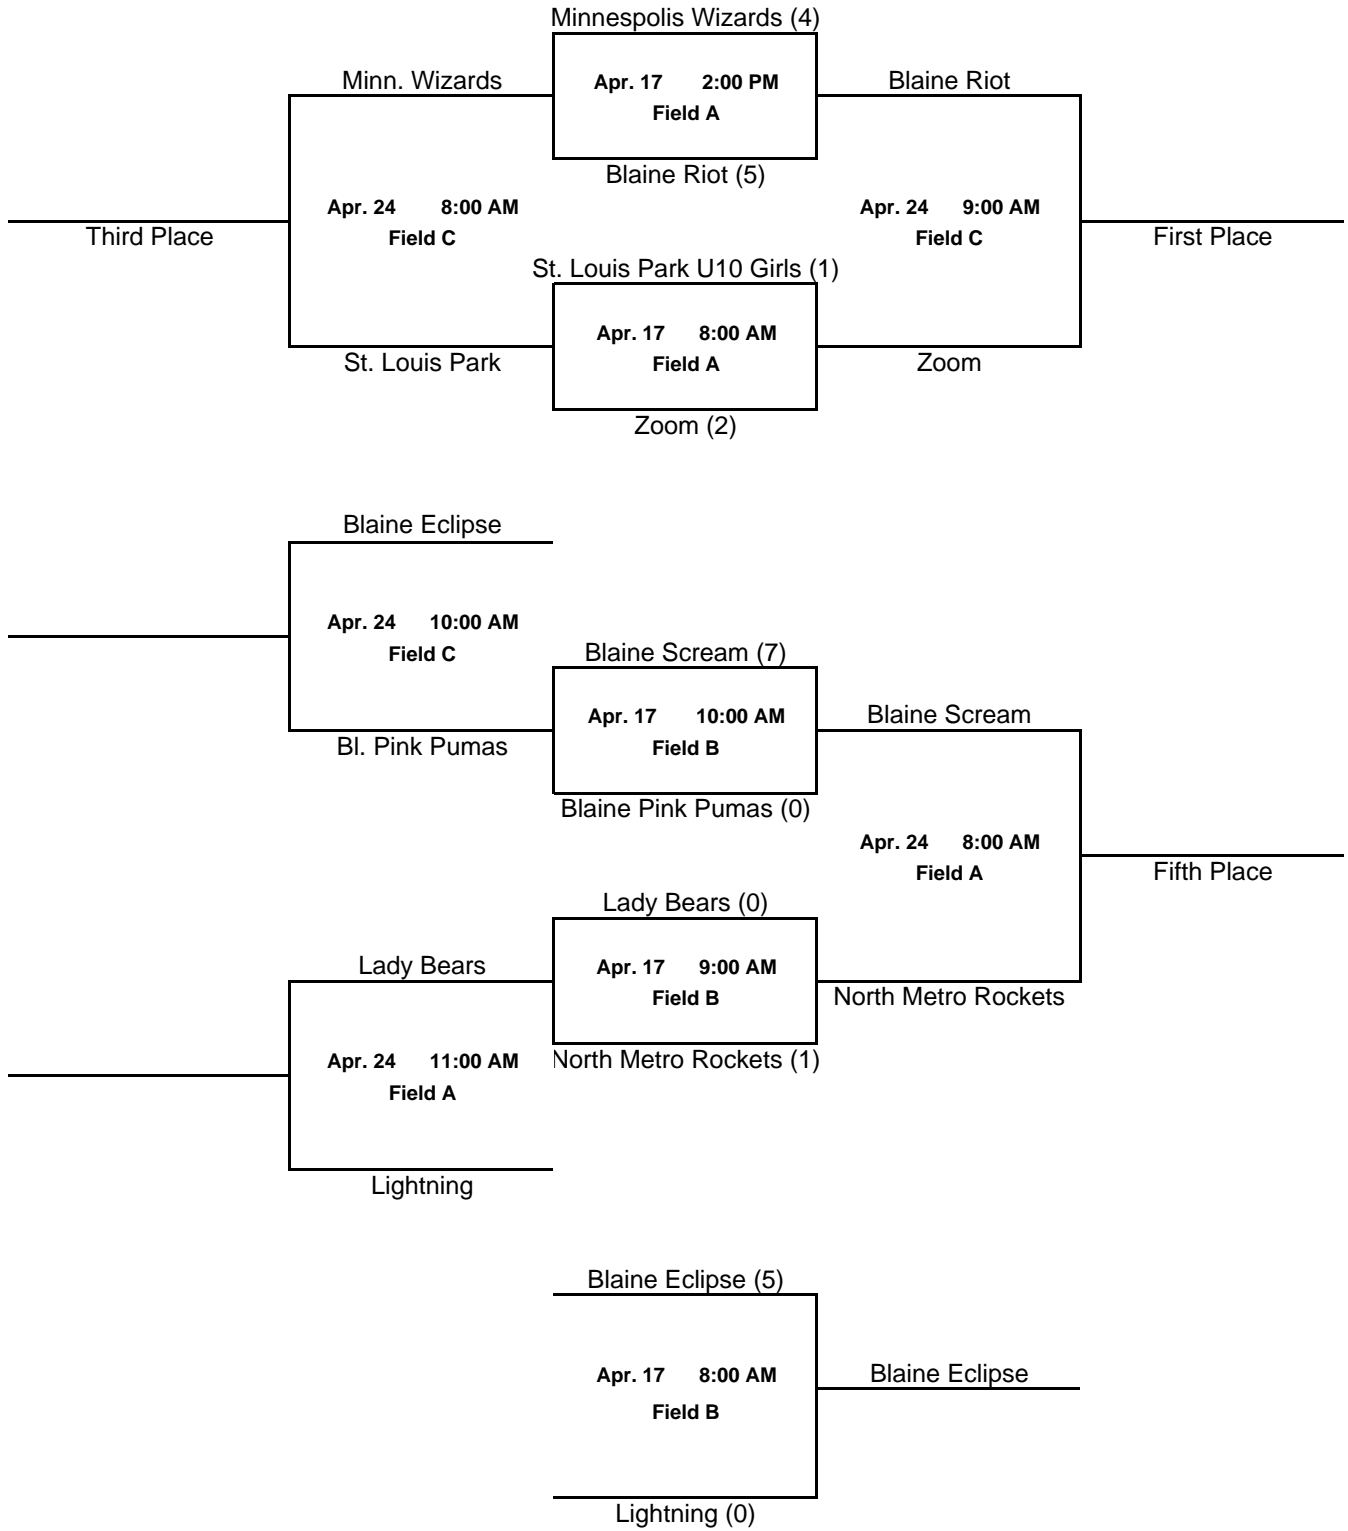 Minnespolis Wizards (4)
Minn. Wizards
Apr. 17 2:00 PM
Blaine Riot
Field A
Blaine Riot (5)
Apr. 24 8:00 AM
Apr. 24 9:00 AM
Third Place
Field C
Field C
First Place
St. Louis Park U10 Girls (1)
Apr. 17 8:00 AM
St. Louis Park
Field A
Zoom
Zoom (2)
Blaine Eclipse
Apr. 24 10:00 AM
Field C
Blaine Scream (7)
Apr. 17 10:00 AM
Blaine Scream
Bl. Pink Pumas
Field B
Blaine Pink Pumas (0)
Apr. 24 8:00 AM
Field A
Fifth Place
Lady Bears (0)
Lady Bears
Apr. 17 9:00 AM
Field B
North Metro Rockets
Apr. 24 11:00 AM
North Metro Rockets (1)
Field A
Lightning
Blaine Eclipse (5)
Apr. 17 8:00 AM
Blaine Eclipse
Field B
Lightning (0)